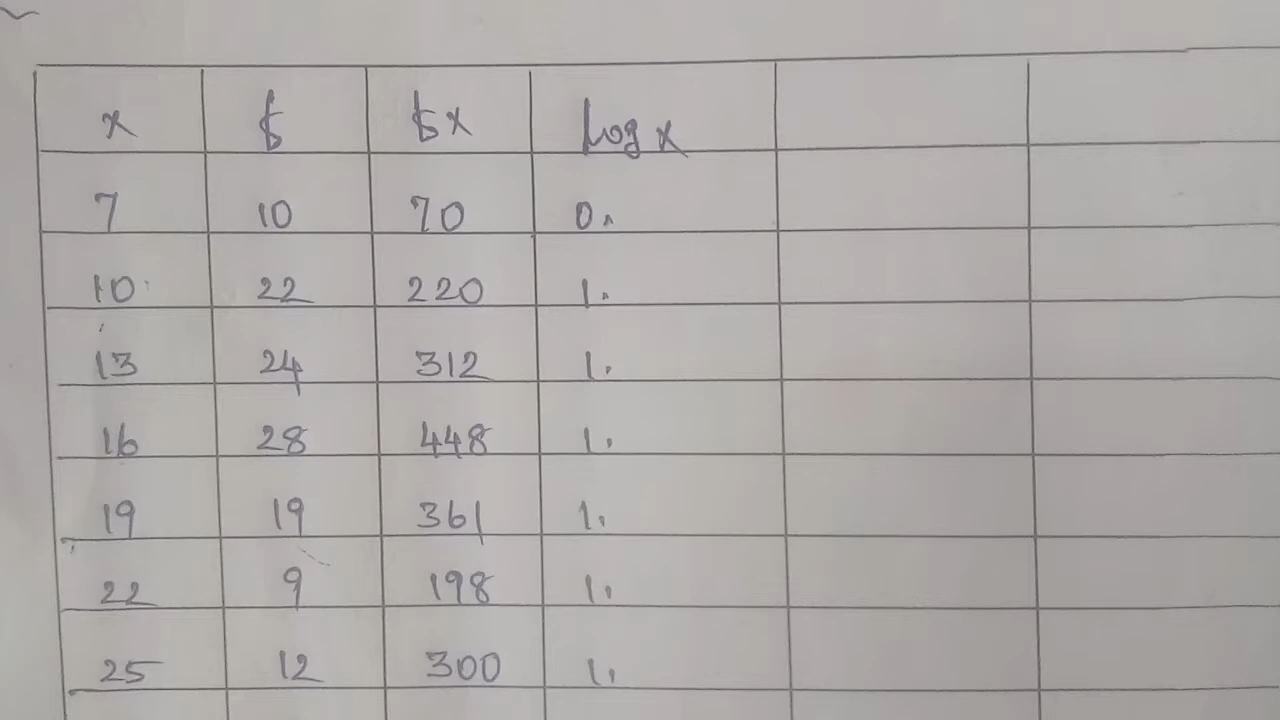 x f fx log x
7 10 70 0.
10 22 220 1.
13 24 312 1.
16 28 448 1.
19 19 361 1.
22 9 198 1.
25 12 300 1.